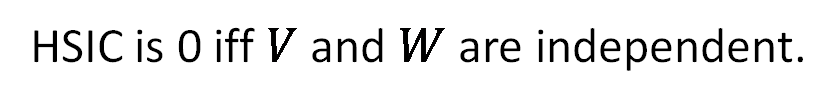 HSIC is 0 iff V and W are independent.